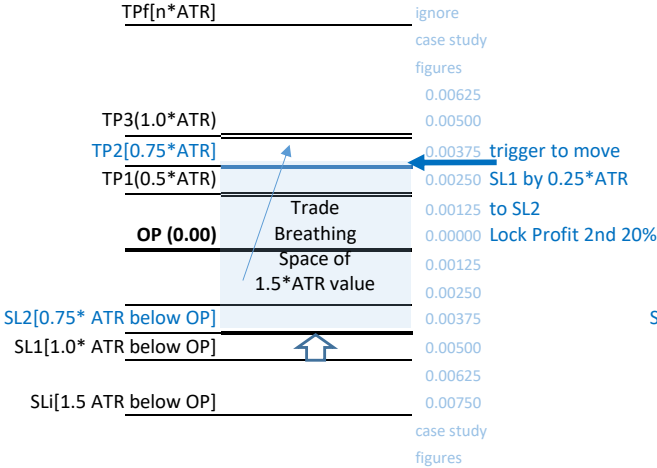 TPf[n*ATR] ignore
case study
figures
0.00625
TP3(1.0*ATR) 0.00500
TP2[0.75*ATR] 0.00375 trigger to move
TP1(0.5*ATR) 0.00250 SL1 by 0.25*ATR
Trade 0.00125 to SL2
OP (0.00) Breathing 0.00000 Lock Profit 2nd 20%
Space of 0.00125
1.5*ATR value 0.00250
SL2[0.75* ATR below OP] 0.00375 S
SL1[1.0* ATR below OP] 0.00500
0.00625
SLi[1.5 ATR below OP] 0.00750
case study
figures